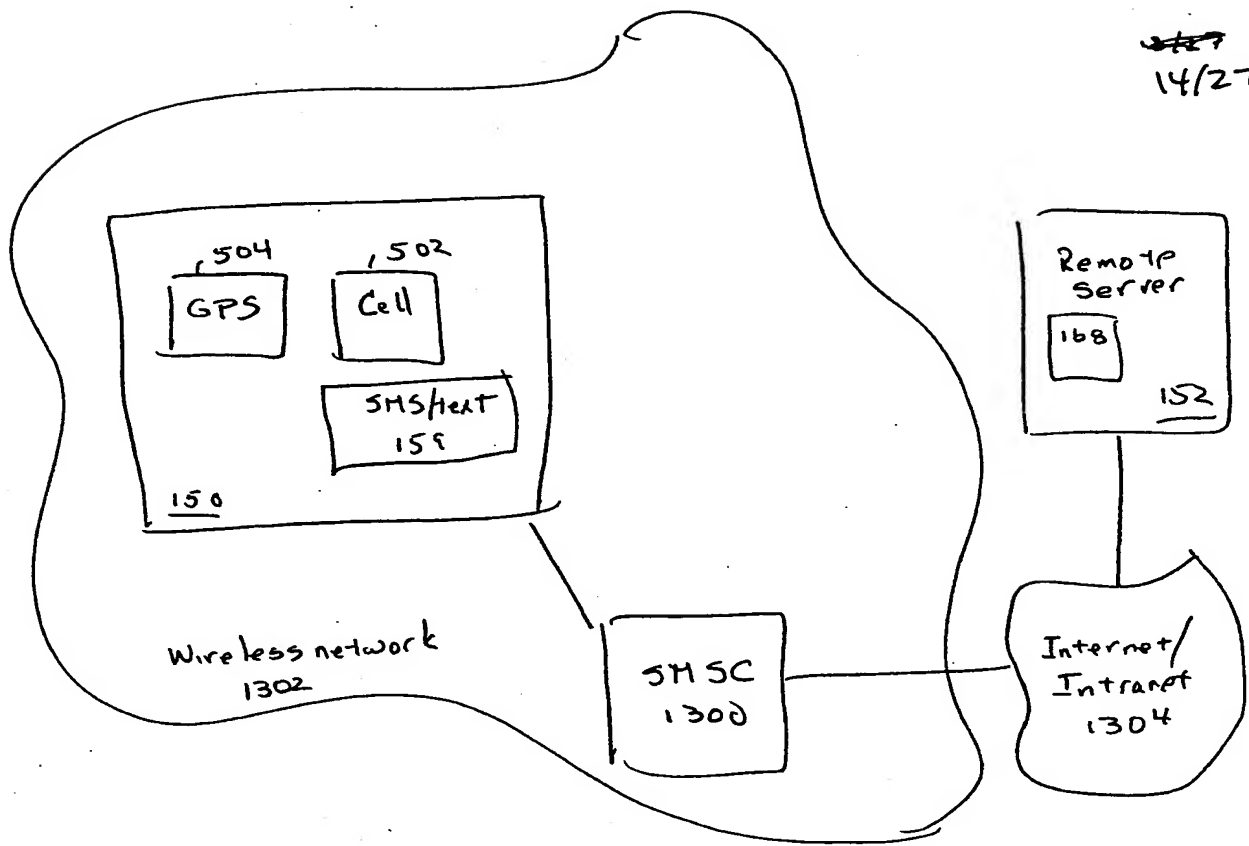 14/27
504
502
GPS
Cell
SMS/text
159
150
Remote
Server
168
152
Wireless network
1302
SMSC
1300
Internet/
Intranet
1304